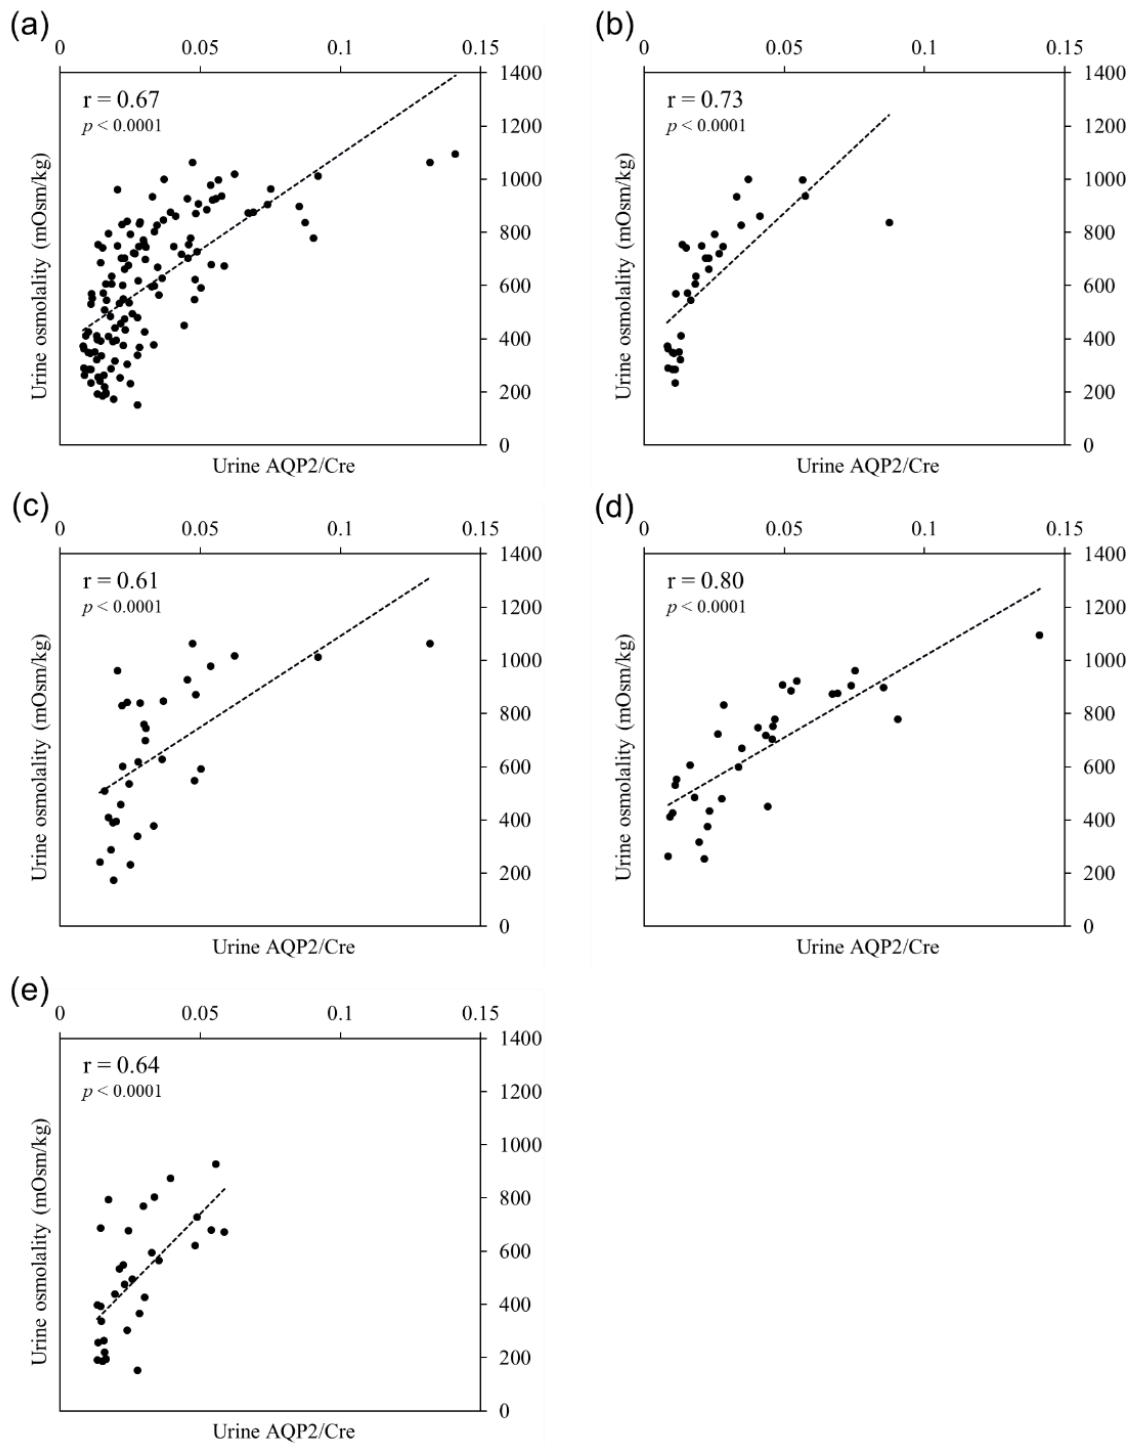 (a)
0 0.05 0.1 0.15
r = 0.67
p < 0.0001
Urine osmolality (mOsm/kg)
1400
1200
1000
800
600
400
200
0
Urine AQP2/Cre
(b)
0 0.05 0.1 0.15
r = 0.73
p < 0.0001
Urine osmolality (mOsm/kg)
1400
1200
1000
800
600
400
200
0
Urine AQP2/Cre
(c)
0 0.05 0.1 0.15
r = 0.61
p < 0.0001
Urine osmolality (mOsm/kg)
1400
1200
1000
800
600
400
200
0
Urine AQP2/Cre
(d)
0 0.05 0.1 0.15
r = 0.80
p < 0.0001
Urine osmolality (mOsm/kg)
1400
1200
1000
800
600
400
200
0
Urine AQP2/Cre
(e)
0 0.05 0.1 0.15
r = 0.64
p < 0.0001
Urine osmolality (mOsm/kg)
1400
1200
1000
800
600
400
200
0
Urine AQP2/Cre